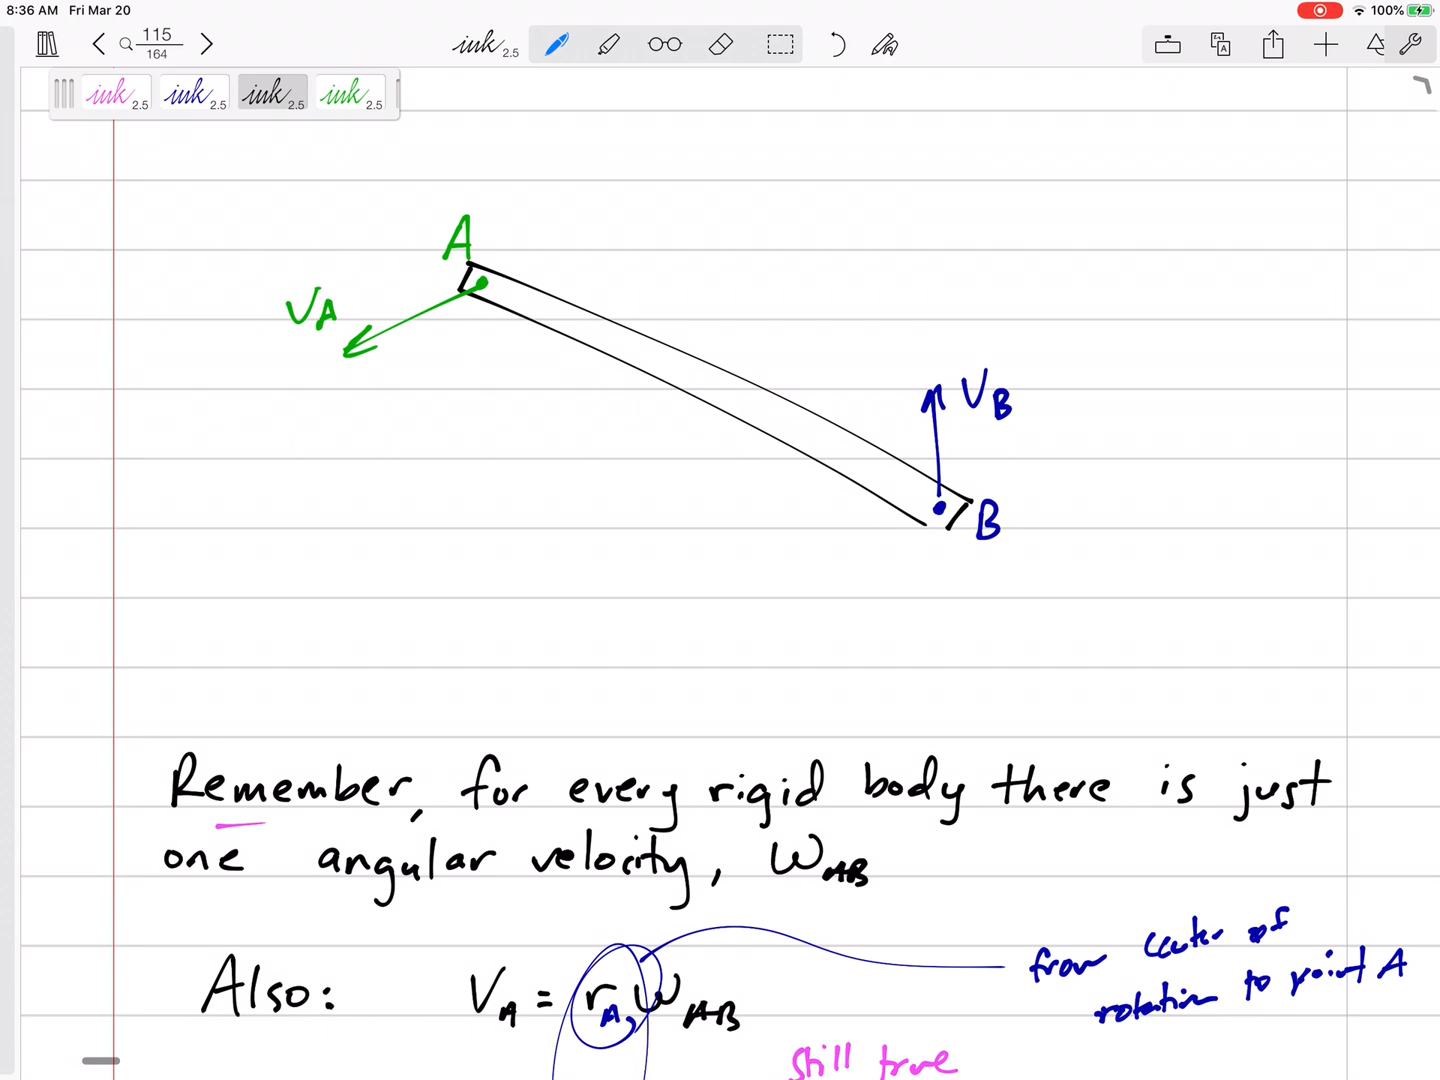 8:36 AM Fri Mar 20
100%
115
164
ink 2.5
ink 2.5
ink 2.5
ink 2.5
ink 2.5
A
VA
VB
B
Remember, for every rigid body there is just
one angular velocity, ωAB
from center of
rotation to point A
Also: VA = rA, ωAB
still true